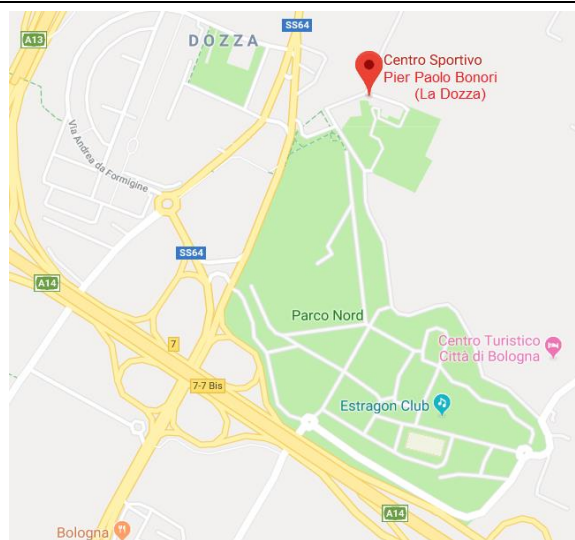 SS64
A13
DOZZA
Centro Sportivo
Pier Paolo Bonori
(La Dozza)
Via Andrea da Formigine
SS64
A14
Parco Nord
7
Centro Turistico
Città di Bologna
7-7 Bis
Estragon Club
A14
Bologna